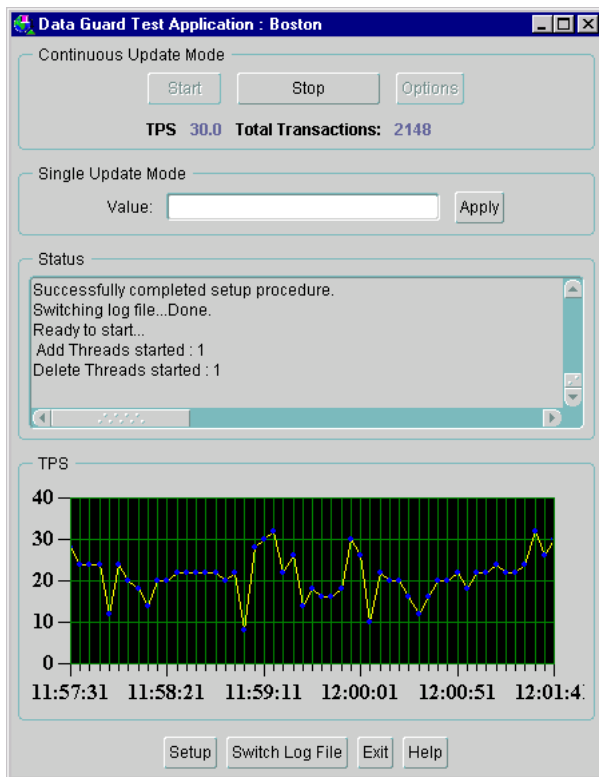 Data Guard Test Application : Boston
Continuous Update Mode
Start Stop Options
TPS 30.0 Total Transactions: 2148
Single Update Mode
Value: Apply
Status
Successfully completed setup procedure.
Switching log file...Done.
Ready to start...
Add Threads started : 1
Delete Threads started : 1
TPS
40
30
20
10
0
11:57:31 11:58:21 11:59:11 12:00:01 12:00:51 12:01:4
Setup Switch Log File Exit Help